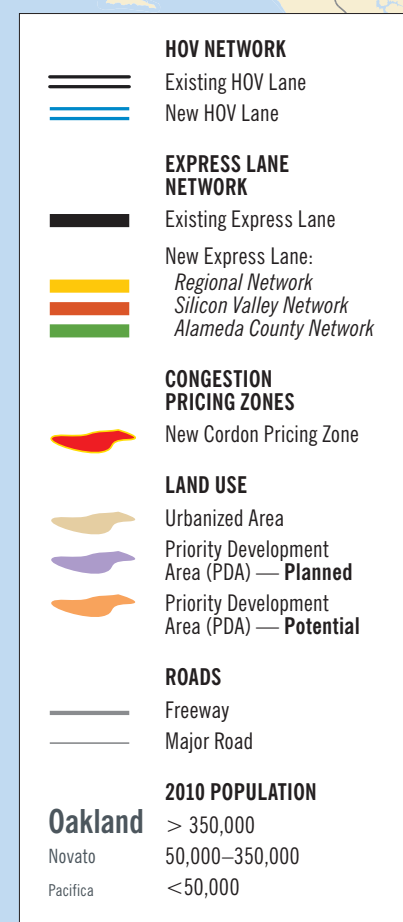 HOV NETWORK
Existing HOV Lane
New HOV Lane
EXPRESS LANE
NETWORK
Existing Express Lane
New Express Lane:
Regional Network
Silicon Valley Network
Alameda County Network
CONGESTION
PRICING ZONES
New Cordon Pricing Zone
LAND USE
Urbanized Area
Priority Development
Area (PDA) — Planned
Priority Development
Area (PDA) — Potential
ROADS
Freeway
Major Road
2010 POPULATION
Oakland > 350,000
Novato 50,000–350,000
Pacifica <50,000